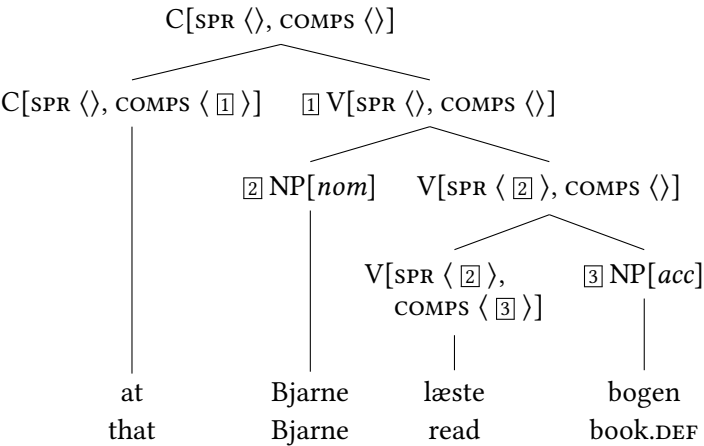 C[SPR ⟨⟩, COMPS ⟨⟩]
C[SPR ⟨⟩, COMPS ⟨ 1 ⟩] 1 V[SPR ⟨⟩, COMPS ⟨⟩]
2 NP[nom] V[SPR ⟨ 2 ⟩, COMPS ⟨⟩]
V[SPR ⟨ 2 ⟩, 3 NP[acc]
COMPS ⟨ 3 ⟩]
at Bjarne læste bogen
that Bjarne read book.DEF